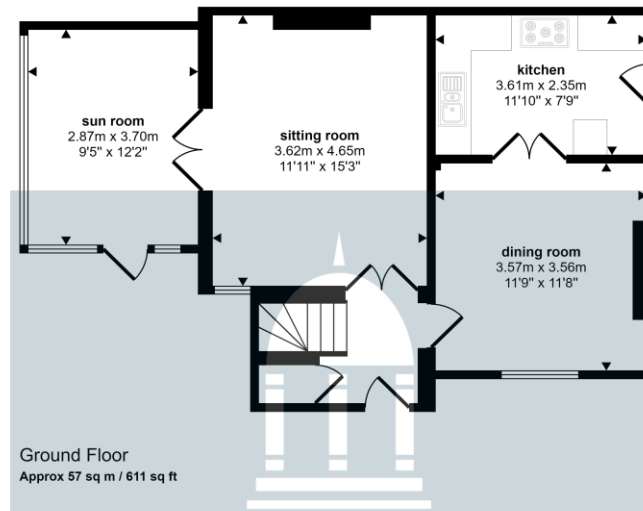 sun room
2.87m x 3.70m
9'5" x 12'2"
sitting room
3.62m x 4.65m
11'11" x 15'3"
kitchen
3.61m x 2.35m
11'10" x 7'9"
dining room
3.57m x 3.56m
11'9" x 11'8"
Ground Floor
Approx 57 sq m / 611 sq ft